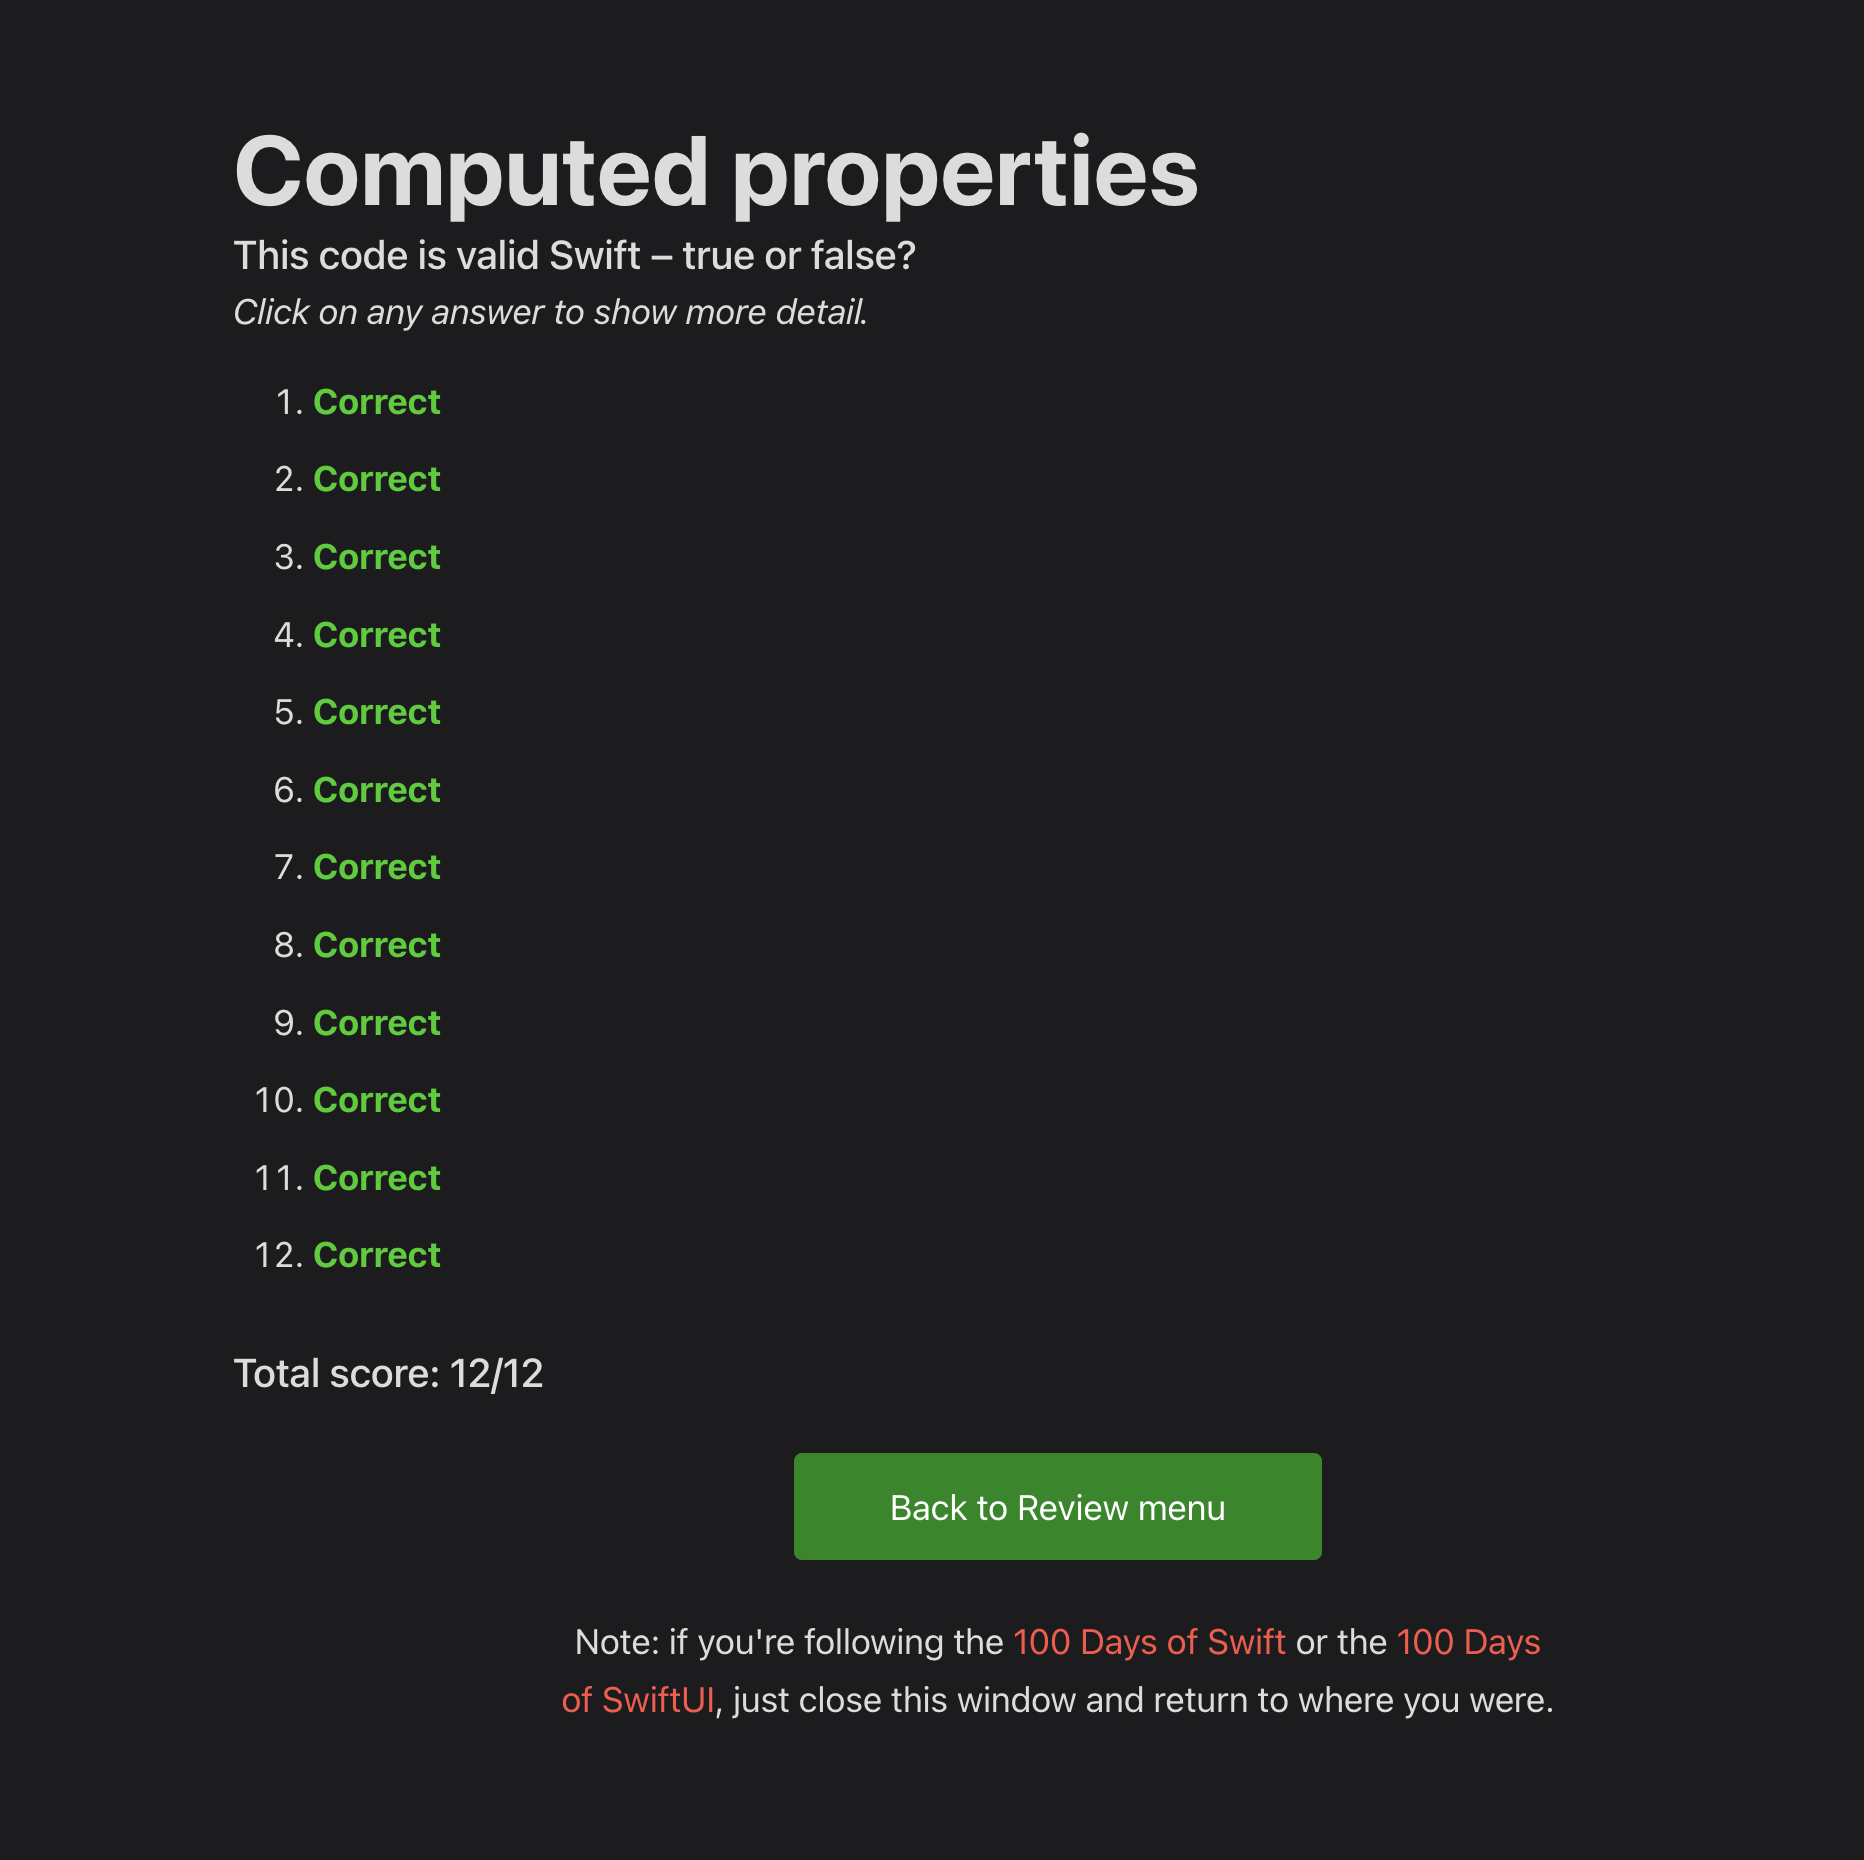 Computed properties
This code is valid Swift – true or false?
Click on any answer to show more detail.
1. Correct
2. Correct
3. Correct
4. Correct
5. Correct
6. Correct
7. Correct
8. Correct
9. Correct
10. Correct
11. Correct
12. Correct
Total score: 12/12
Back to Review menu
Note: if you're following the 100 Days of Swift or the 100 Days
of SwiftUI, just close this window and return to where you were.